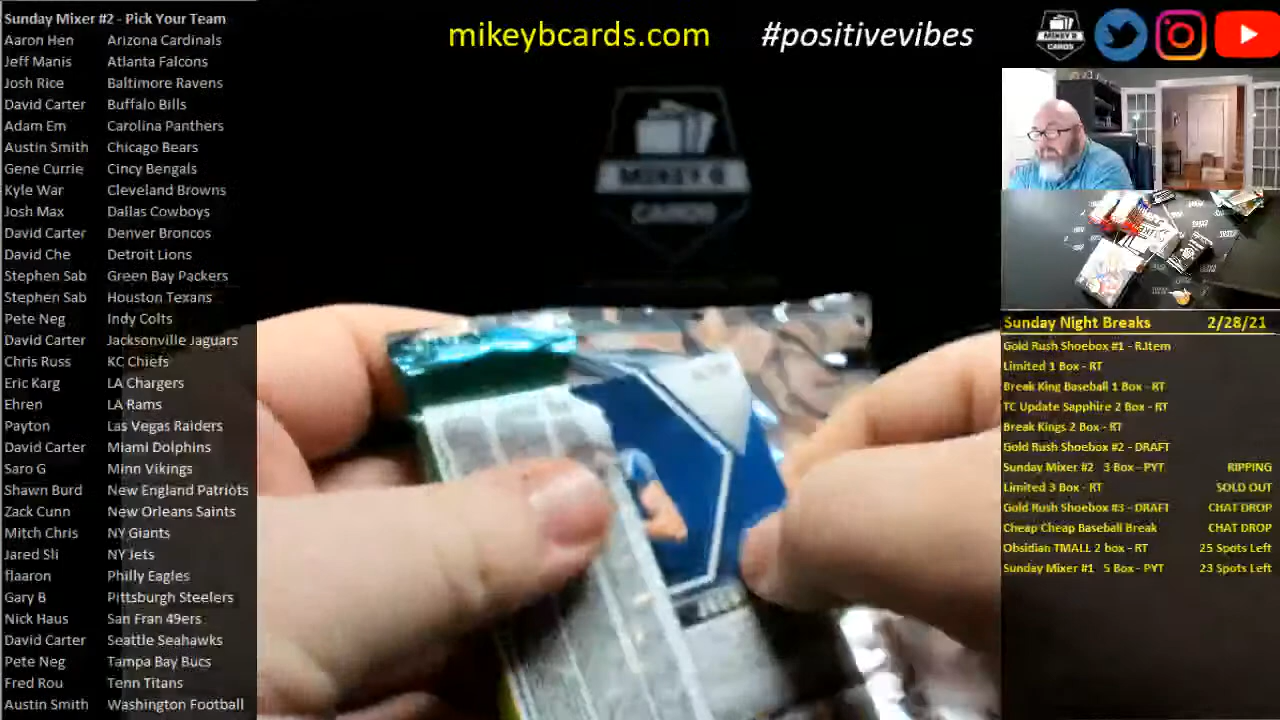 Sunday Mixer #2 - Pick Your Team
Aaron Hen Arizona Cardinals
Jeff Manis Atlanta Falcons
Josh Rice Baltimore Ravens
David Carter Buffalo Bills
Adam Em Carolina Panthers
Austin Smith Chicago Bears
Gene Currie Cincy Bengals
Kyle War Cleveland Browns
Josh Max Dallas Cowboys
David Carter Denver Broncos
David Che Detroit Lions
Stephen Sab Green Bay Packers
Stephen Sab Houston Texans
Pete Neg Indy Colts
David Carter Jacksonville Jaguars
Chris Russ KC Chiefs
Eric Karg LA Chargers
Ehren LA Rams
Payton Las Vegas Raiders
David Carter Miami Dolphins
Saro G Minn Vikings
Shawn Burd New England Patriots
Zack Cunn New Orleans Saints
Mitch Chris NY Giants
Jared Sli NY Jets
flaaron Philly Eagles
Gary B Pittsburgh Steelers
Nick Haus San Fran 49ers
David Carter Seattle Seahawks
Pete Neg Tampa Bay Bucs
Fred Rou Tenn Titans
Austin Smith Washington Football
mikeybcards.com #positivevibes
MIKEY B
CARDS
MIKEY B
CARDS
Sunday Night Breaks 2/28/21
Gold Rush Shoebox #1 - R.Item
Limited 1 Box - RT
Break King Baseball 1 Box - RT
TC Update Sapphire 2 Box - RT
Break Kings 2 Box - RT
Gold Rush Shoebox #2 - DRAFT
Sunday Mixer #2 3 Box - PYT RIPPING
Limited 3 Box - RT SOLD OUT
Gold Rush Shoebox #3 - DRAFT CHAT DROP
Cheap Cheap Baseball Break CHAT DROP
Obsidian TMALL 2 box - RT 25 Spots Left
Sunday Mixer #1 5 Box - PYT 23 Spots Left